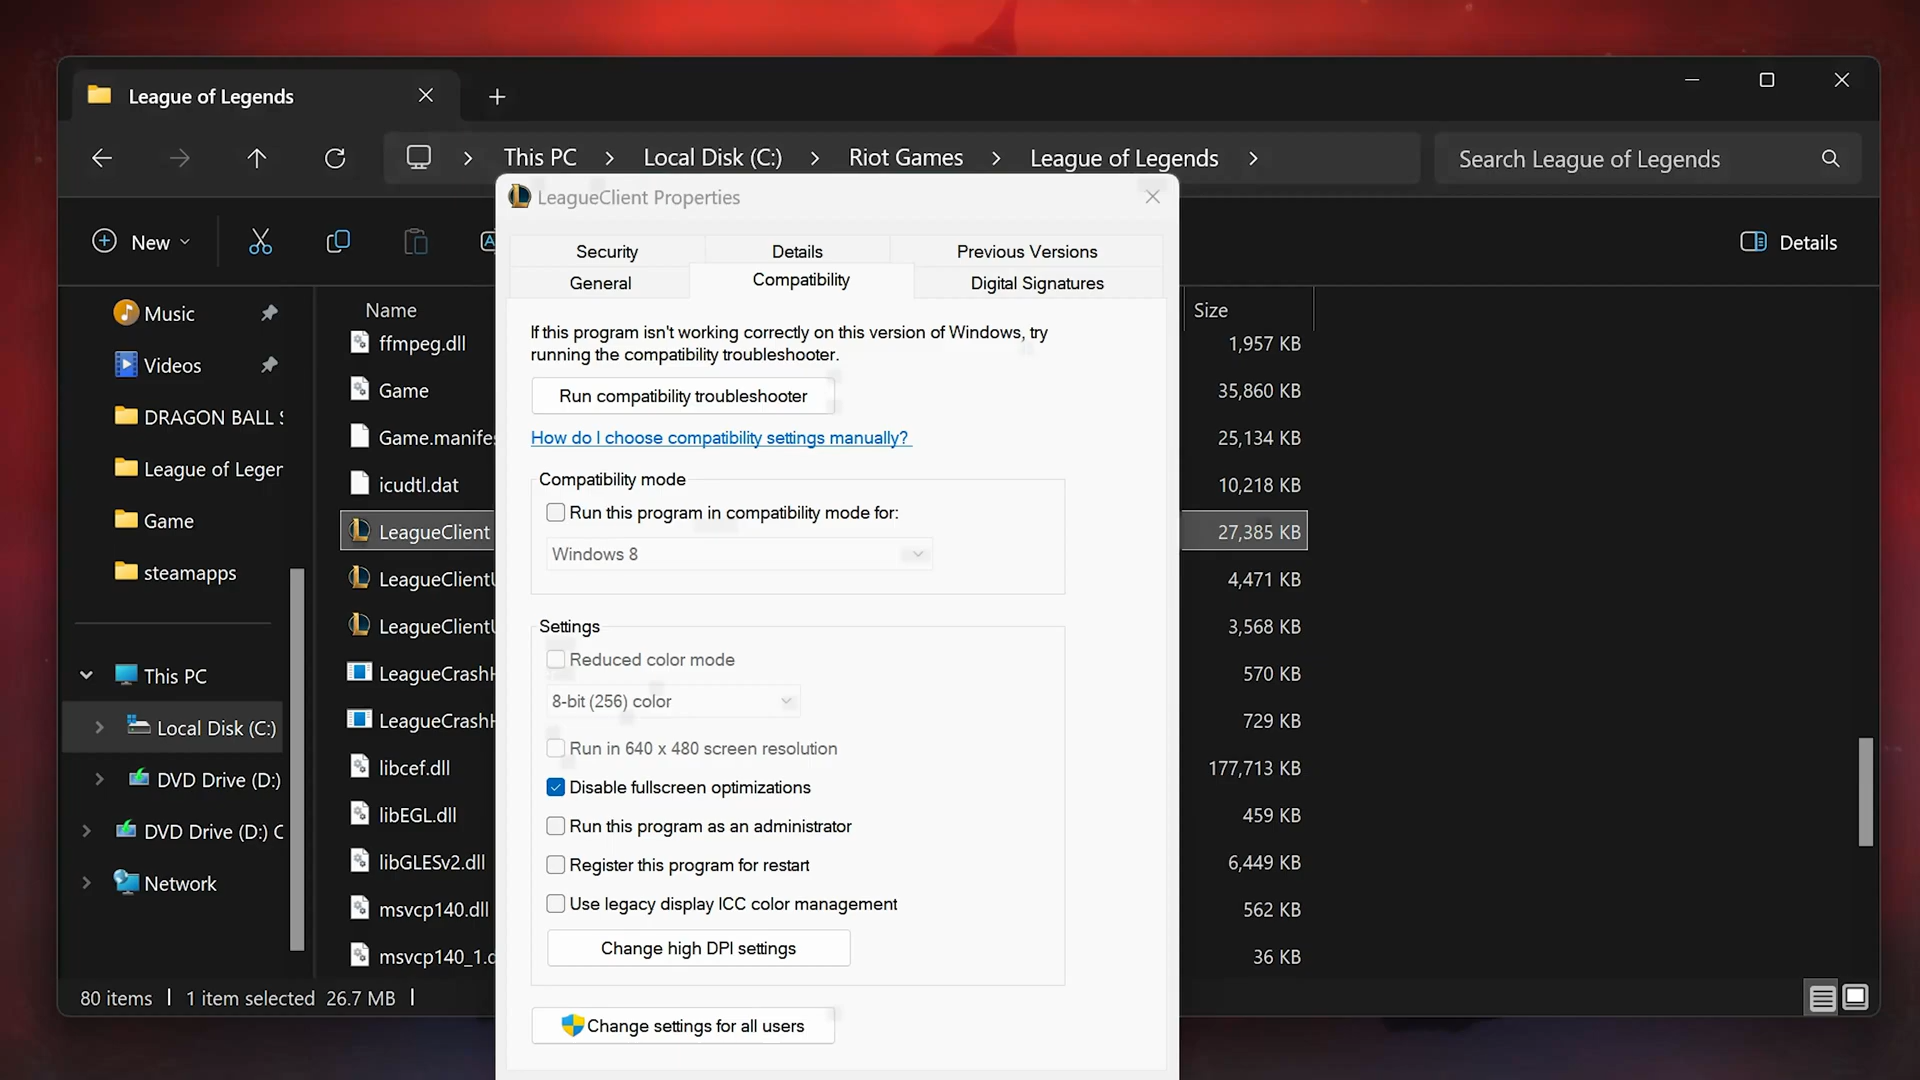 League of Legends
This PC
Local Disk (C:)
Riot Games
League of Legends
Search League of Legends
New
Details
Music
Videos
DRAGON BALL
League of Leger
Game
steamapps
This PC
Local Disk (C:)
DVD Drive (D:)
DVD Drive (D:) C
Network
Name
Size
ffmpeg.dll
1,957 KB
Game
35,860 KB
Game.manifes
25,134 KB
icudtl.dat
10,218 KB
LeagueClient
27,385 KB
LeagueClientU
4,471 KB
LeagueClientU
3,568 KB
LeagueCrashH
570 KB
LeagueCrashH
729 KB
libcef.dll
177,713 KB
libEGL.dll
459 KB
libGLESv2.dll
6,449 KB
msvcp140.dll
562 KB
msvcp140_1.d
36 KB
80 items
1 item selected 26.7 MB
LeagueClient Properties
Security
Details
Previous Versions
General
Compatibility
Digital Signatures
If this program isn't working correctly on this version of Windows, try
running the compatibility troubleshooter.
Run compatibility troubleshooter
How do I choose compatibility settings manually?
Compatibility mode
Run this program in compatibility mode for:
Windows 8
Settings
Reduced color mode
8-bit (256) color
Run in 640 x 480 screen resolution
Disable fullscreen optimizations
Run this program as an administrator
Register this program for restart
Use legacy display ICC color management
Change high DPI settings
Change settings for all users